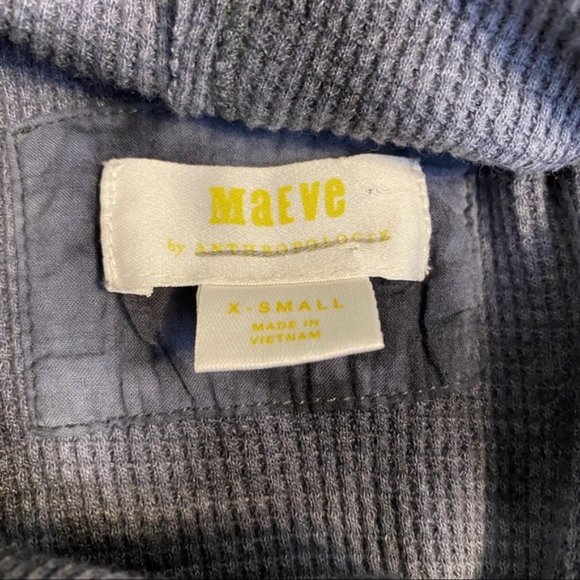 MaEVe
by ANTHROPOLOGIE
X-SMALL
MADE IN
VIETNAM